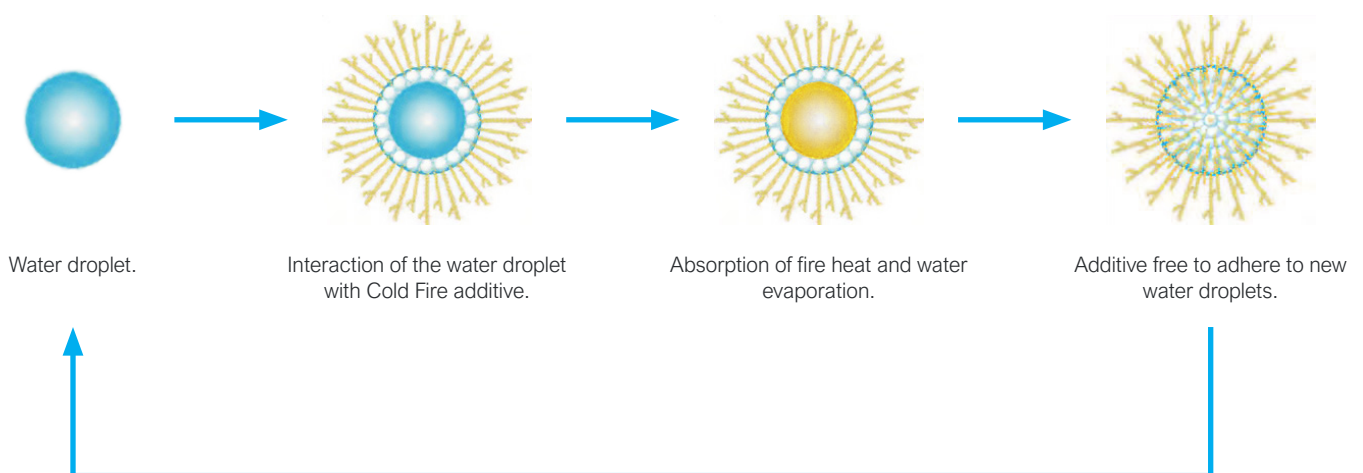 Water droplet.
Interaction of the water droplet
with Cold Fire additive.
Absorption of fire heat and water
evaporation.
Additive free to adhere to new
water droplets.